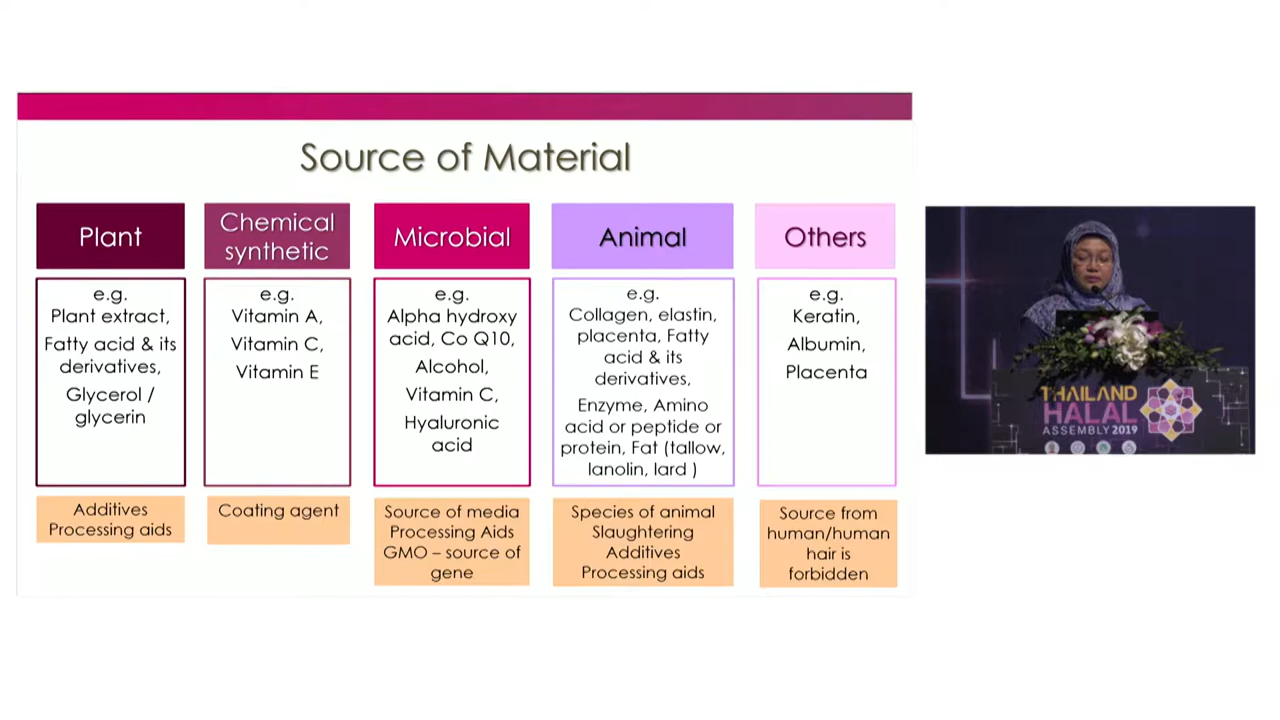 Source of Material
Plant
e.g.
Plant extract,
Fatty acid & its
derivatives,
Glycerol /
glycerin
Additives
Processing aids
Chemical
synthetic
e.g.
Vitamin A,
Vitamin C,
Vitamin E
Coating agent
Microbial
e.g.
Alpha hydroxy
acid, Co Q10,
Alcohol,
Vitamin C,
Hyaluronic
acid
Source of media
Processing Aids
GMO – source of
gene
Animal
e.g.
Collagen, elastin,
placenta, Fatty
acid & its
derivatives,
Enzyme, Amino
acid or peptide or
protein, Fat (tallow,
lanolin, lard )
Species of animal
Slaughtering
Additives
Processing aids
Others
e.g.
Keratin,
Albumin,
Placenta
Source from
human/human
hair is
forbidden
THAILAND
HALAL
ASSEMBLY 2019